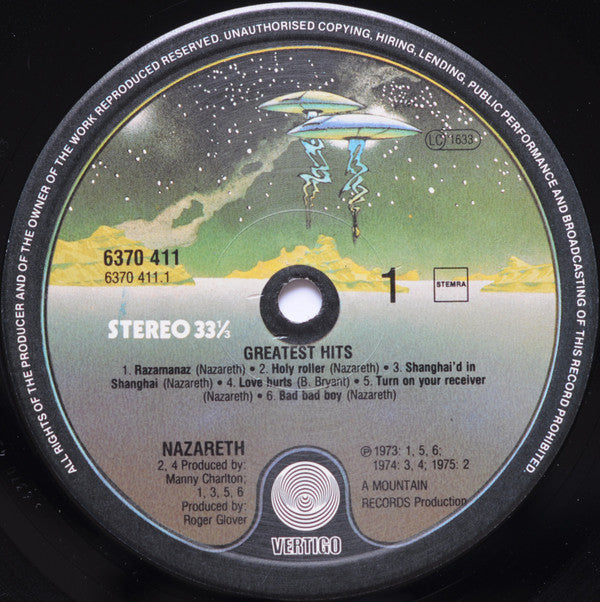 ALL RIGHTS OF THE PRODUCER AND OF THE OWNER OF THE WORK REPRODUCED RESERVED. UNAUTHORISED COPYING, HIRING, LENDING, PUBLIC PERFORMANCE AND BROADCASTING OF THIS RECORD PROHIBITED.
LC 1633
6370 411
6370 411.1
1
STEMRA
STEREO 33⅓
GREATEST HITS
1. Razamanaz (Nazareth) • 2. Holy roller (Nazareth) • 3. Shanghai'd in
Shanghai (Nazareth) • 4. Love hurts (B. Bryant) • 5. Turn on your receiver
(Nazareth) • 6. Bad bad boy (Nazareth)
NAZARETH
2, 4 Produced by:
Manny Charlton;
1, 3, 5, 6
Produced by:
Roger Glover
℗ 1973: 1, 5, 6;
1974: 3, 4; 1975: 2
A MOUNTAIN
RECORDS Production
VERTIGO